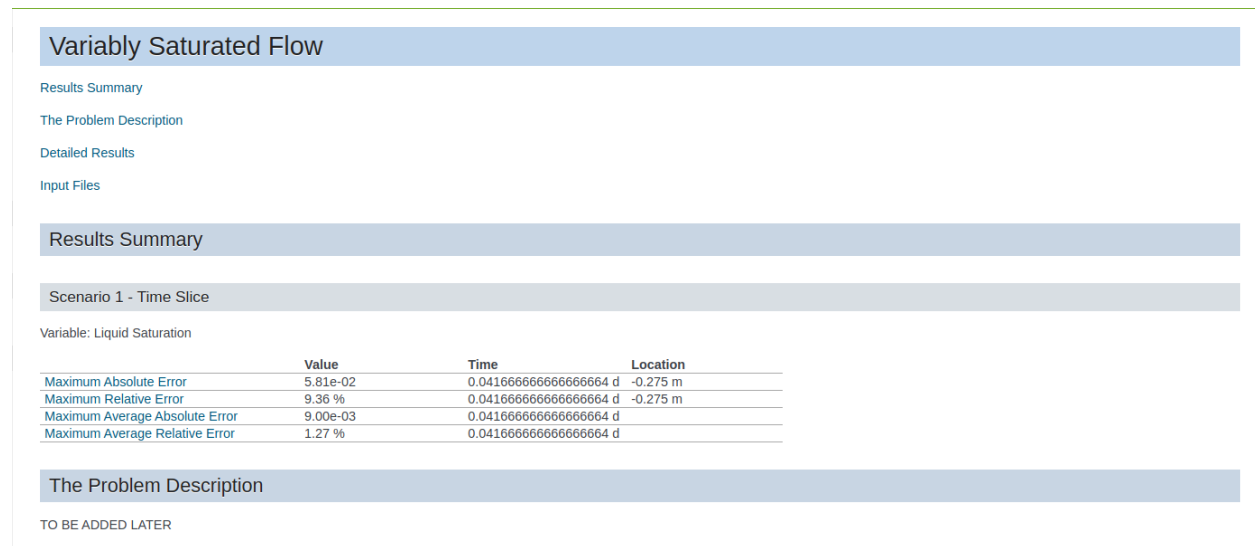 Variably Saturated Flow
Results Summary
The Problem Description
Detailed Results
Input Files
Results Summary
Scenario 1 - Time Slice
Variable: Liquid Saturation
Value Time Location
Maximum Absolute Error 5.81e-02 0.041666666666666664 d -0.275 m
Maximum Relative Error 9.36 % 0.041666666666666664 d -0.275 m
Maximum Average Absolute Error 9.00e-03 0.041666666666666664 d
Maximum Average Relative Error 1.27 % 0.041666666666666664 d
The Problem Description
TO BE ADDED LATER